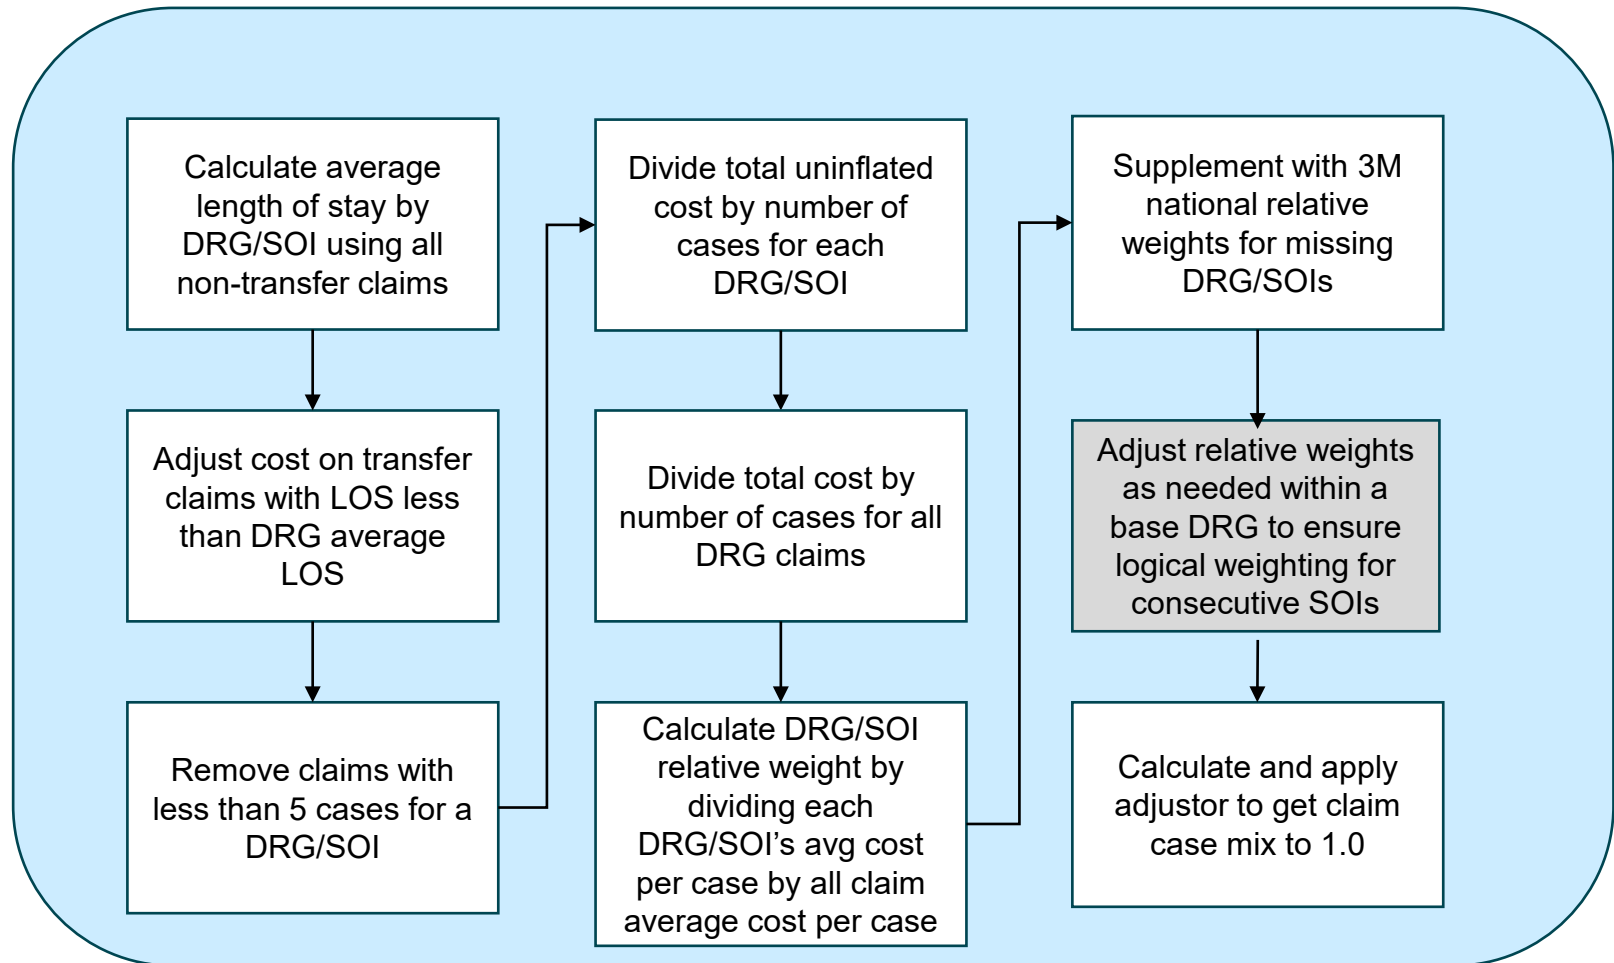 Calculate average
length of stay by
DRG/SOI using all
non-transfer claims
Adjust cost on transfer
claims with LOS less
than DRG average
LOS
Remove claims with
less than 5 cases for a
DRG/SOI
Divide total uninflated
cost by number of
cases for each
DRG/SOI
Divide total cost by
number of cases for all
DRG claims
Calculate DRG/SOI
relative weight by
dividing each
DRG/SOI’s avg cost
per case by all claim
average cost per case
Supplement with 3M
national relative
weights for missing
DRG/SOIs
Adjust relative weights
as needed within a
base DRG to ensure
logical weighting for
consecutive SOIs
Calculate and apply
adjustor to get claim
case mix to 1.0